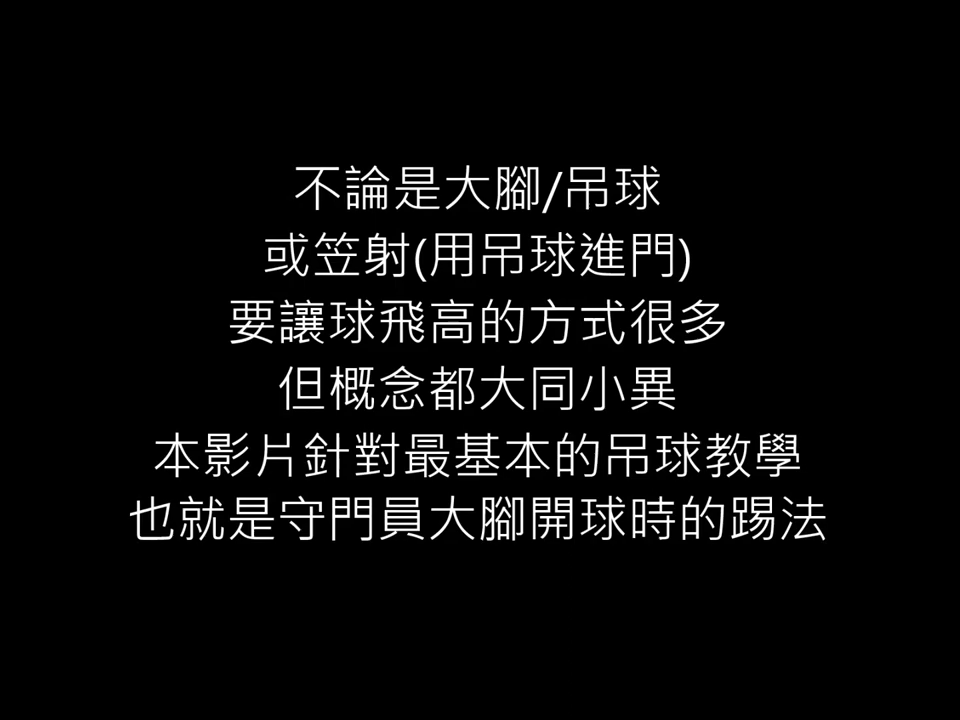 不論是大腳/吊球
或笠射(用吊球進門)
要讓球飛高的方式很多
但概念都大同小異
本影片針對最基本的吊球教學
也就是守門員大腳開球時的踢法